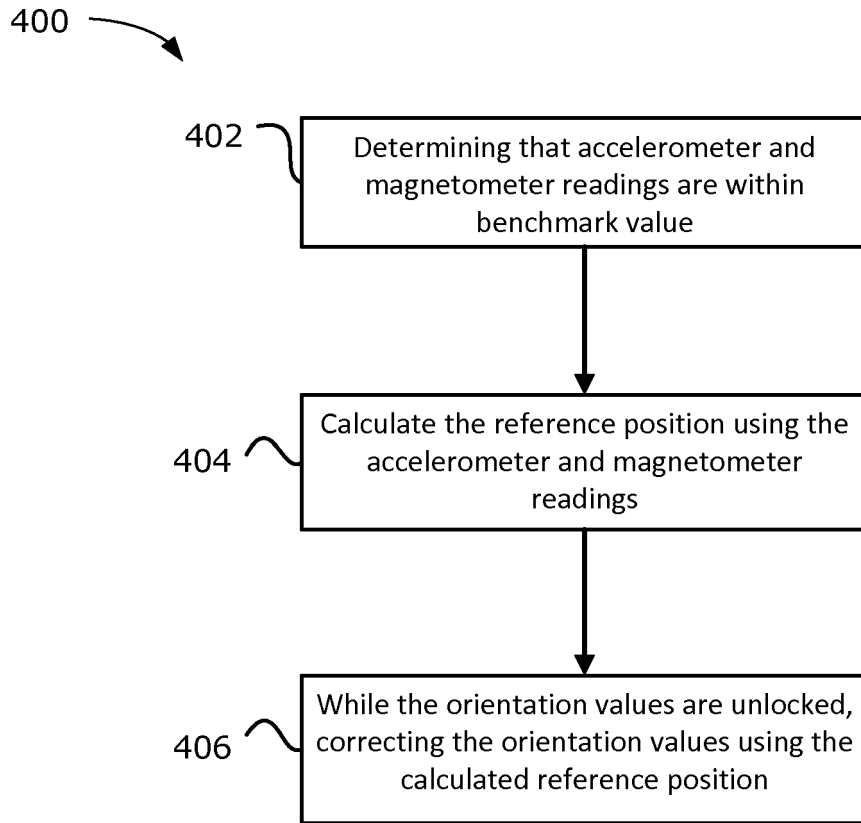 400
402
Determining that accelerometer and
magnetometer readings are within
benchmark value
404
Calculate the reference position using the
accelerometer and magnetometer
readings
406
While the orientation values are unlocked,
correcting the orientation values using the
calculated reference position